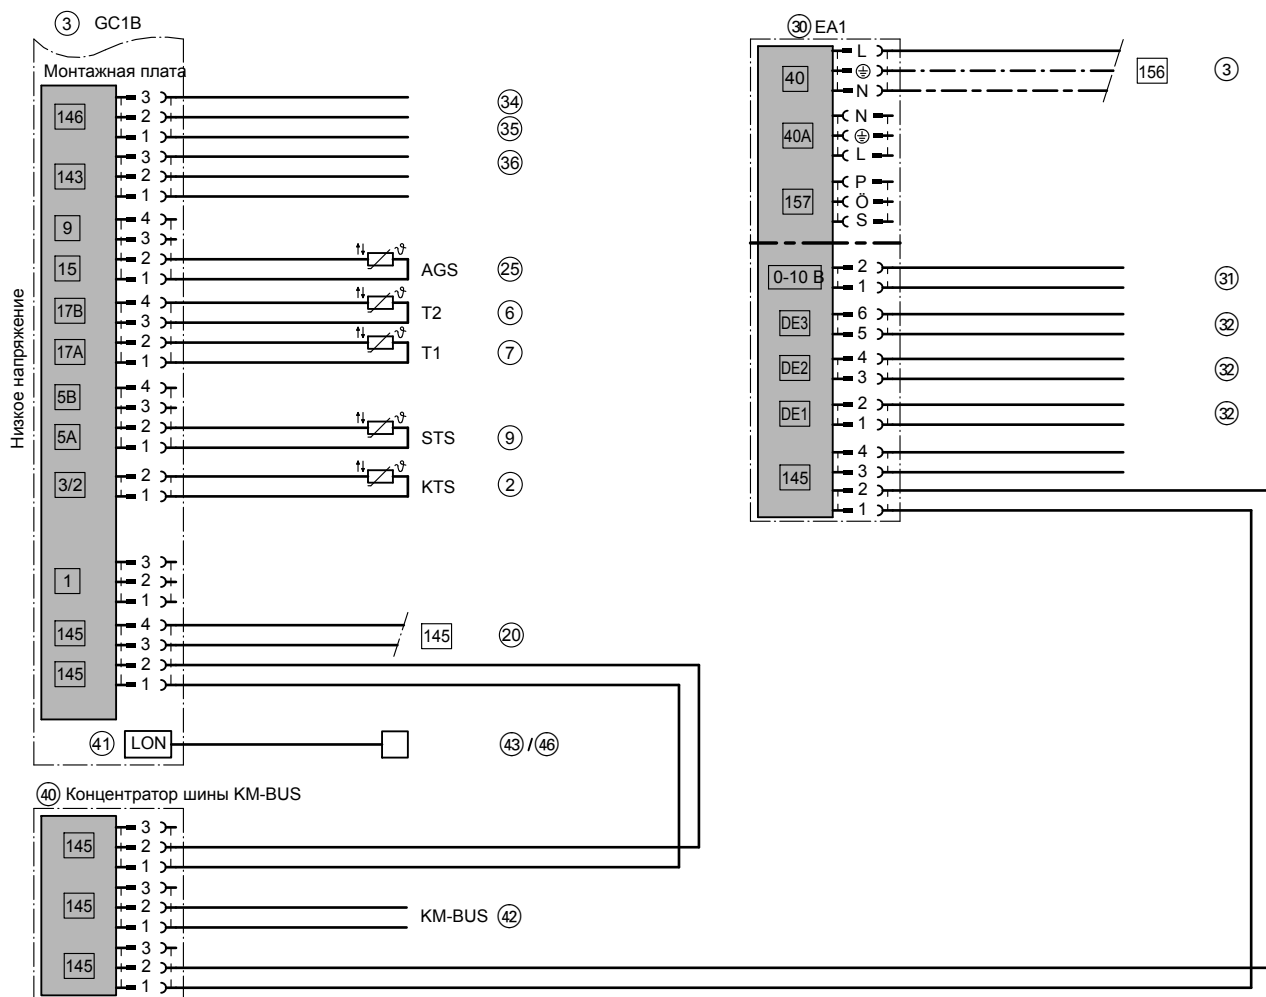 3 GC1B
Монтажная плата
Низкое напряжение
146
3
2
1
34
35
143
3
2
1
36
9
4
3
15
2
1
AGS 25
17B
4
3
T2 6
17A
2
1
T1 7
5B
4
3
5A
2
1
STS 9
3/2
2
1
KTS 2
1
3
2
1
145
4
3
145 20
145
2
1
41 LON 43 / 46
40 Концентратор шины KM-BUS
145
3
2
1
145
3
2
1
KM-BUS 42
145
3
2
1
30 EA1
40
L
N
156 3
40A
N
L
157
P
Ö
S
0-10 В
2
1
31
DE3
6
5
32
DE2
4
3
32
DE1
2
1
32
145
4
3
2
1